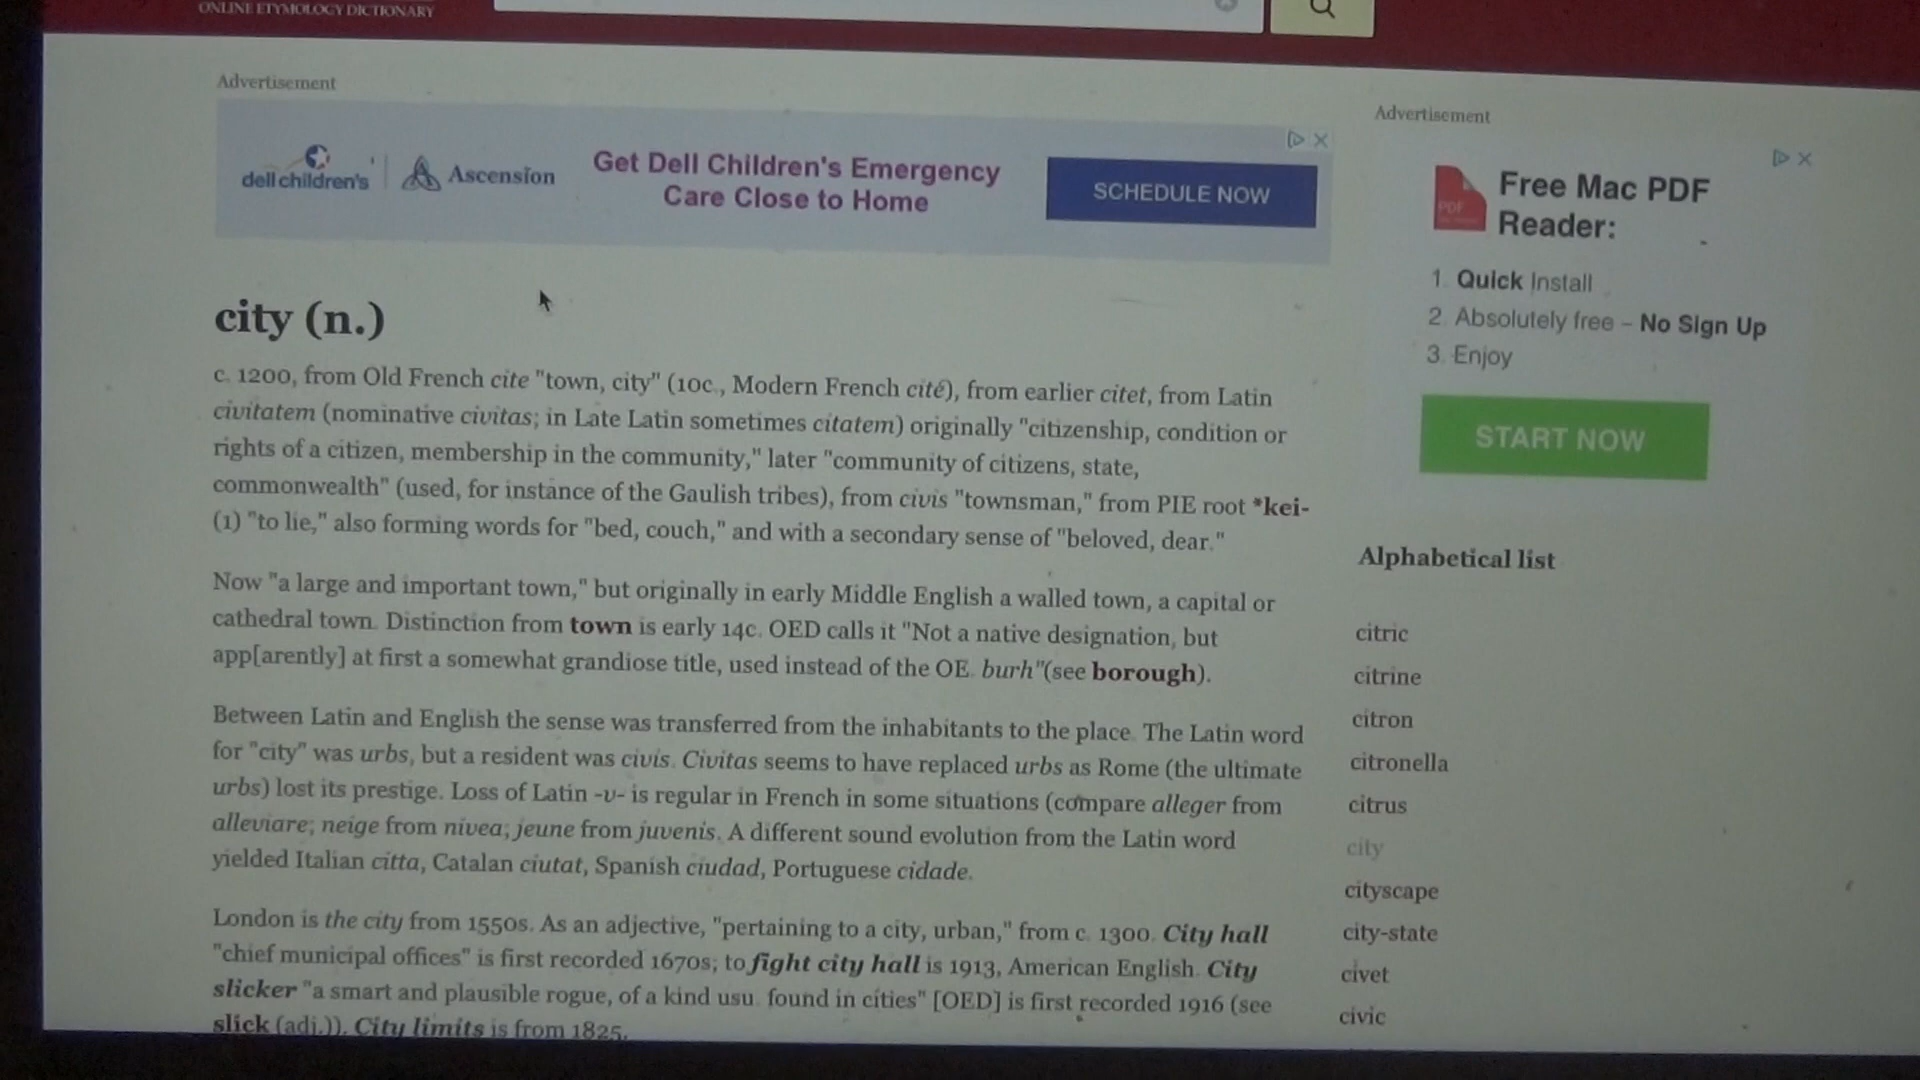 ONLINE ETYMOLOGY DICTIONARY
Advertisement
dell children's
Ascension
Get Dell Children's Emergency
Care Close to Home
SCHEDULE NOW
city (n.)
c. 1200, from Old French cite "town, city" (10c., Modern French cité), from earlier citet, from Latin
civitatem (nominative civitas; in Late Latin sometimes citatem) originally "citizenship, condition or
rights of a citizen, membership in the community," later "community of citizens, state,
commonwealth" (used, for instance of the Gaulish tribes), from civis "townsman," from PIE root *kei-
(1) "to lie," also forming words for "bed, couch," and with a secondary sense of "beloved, dear."
Now "a large and important town," but originally in early Middle English a walled town, a capital or
cathedral town. Distinction from town is early 14c. OED calls it "Not a native designation, but
app[arently] at first a somewhat grandiose title, used instead of the OE. burh"(see borough).
Between Latin and English the sense was transferred from the inhabitants to the place. The Latin word
for "city" was urbs, but a resident was civis. Civitas seems to have replaced urbs as Rome (the ultimate
urbs) lost its prestige. Loss of Latin -v- is regular in French in some situations (compare alleger from
alleviare; neige from nivea; jeune from juvenis. A different sound evolution from the Latin word
yielded Italian citta, Catalan ciutat, Spanish ciudad, Portuguese cidade.
London is the city from 1550s. As an adjective, "pertaining to a city, urban," from c. 1300. City hall
"chief municipal offices" is first recorded 1670s; to fight city hall is 1913, American English. City
slicker "a smart and plausible rogue, of a kind usu. found in cities" [OED] is first recorded 1916 (see
slick (adj.)). City limits is from 1825.
Advertisement
PDF
Free Mac PDF
Reader:
1. Quick Install
2. Absolutely free – No Sign Up
3. Enjoy
START NOW
Alphabetical list
citric
citrine
citron
citronella
citrus
city
cityscape
city-state
civet
civic